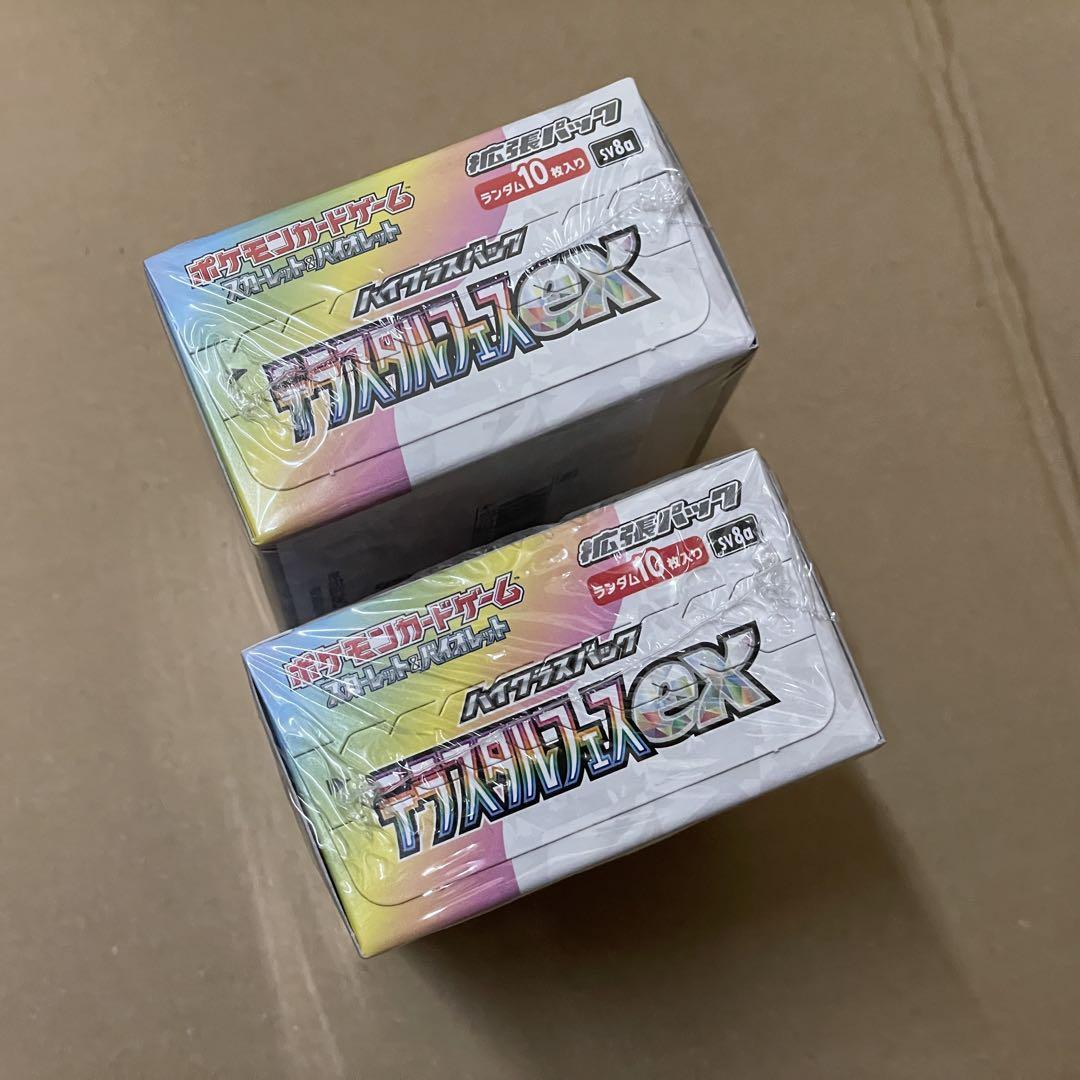 拡張パック
ランダム10枚入り
sv8a
ポケモンカードゲーム
スカーレット&バイオレット
ハイクラスパック
テラスタルフェスex
拡張パック
ランダム10枚入り
sv8a
ポケモンカードゲーム
スカーレット&バイオレット
ハイクラスパック
テラスタルフェスex